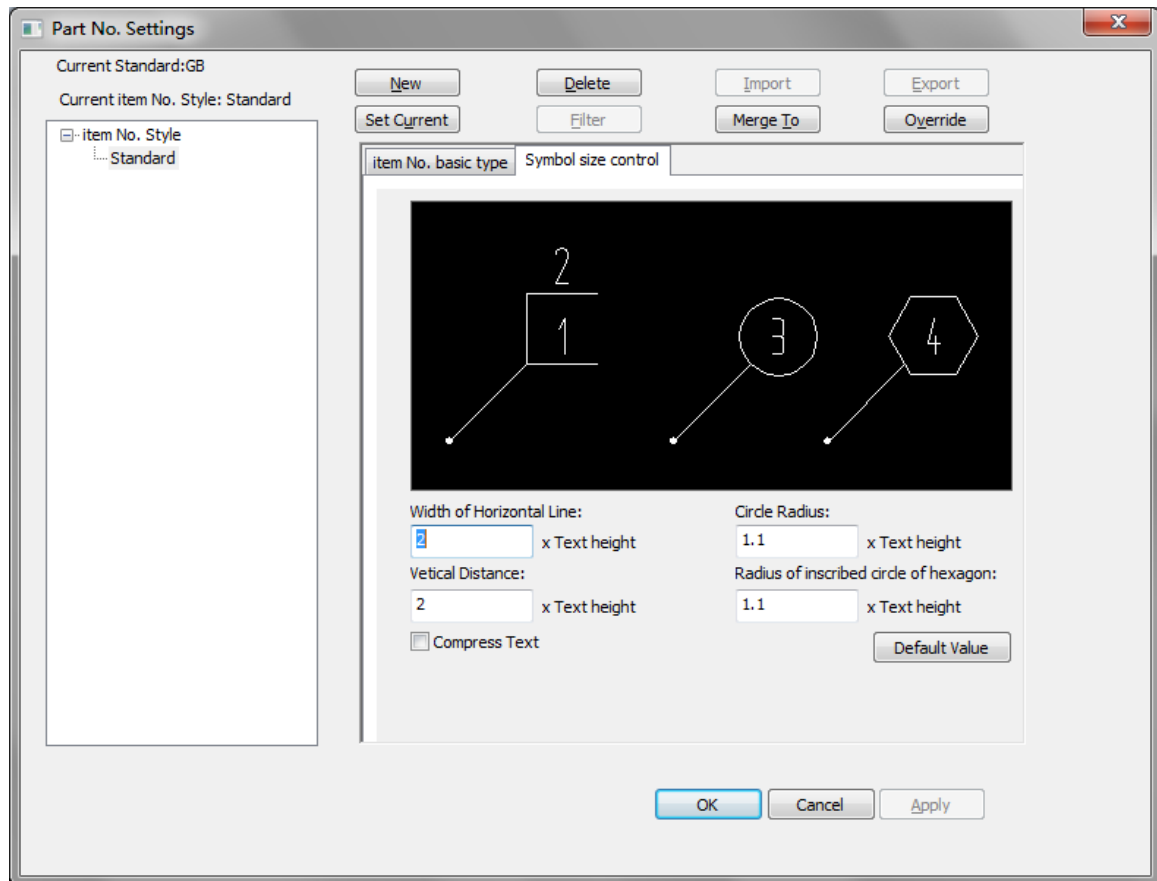 Part No. Settings
Current Standard:GB
Current item No. Style: Standard
item No. Style
Standard
New Delete Import Export
Set Current Filter Merge To Override
item No. basic type Symbol size control
2
1 3 4
Width of Horizontal Line: Circle Radius:
2 x Text height 1.1 x Text height
Vetical Distance: Radius of inscribed circle of hexagon:
2 x Text height 1.1 x Text height
Compress Text Default Value
OK Cancel Apply